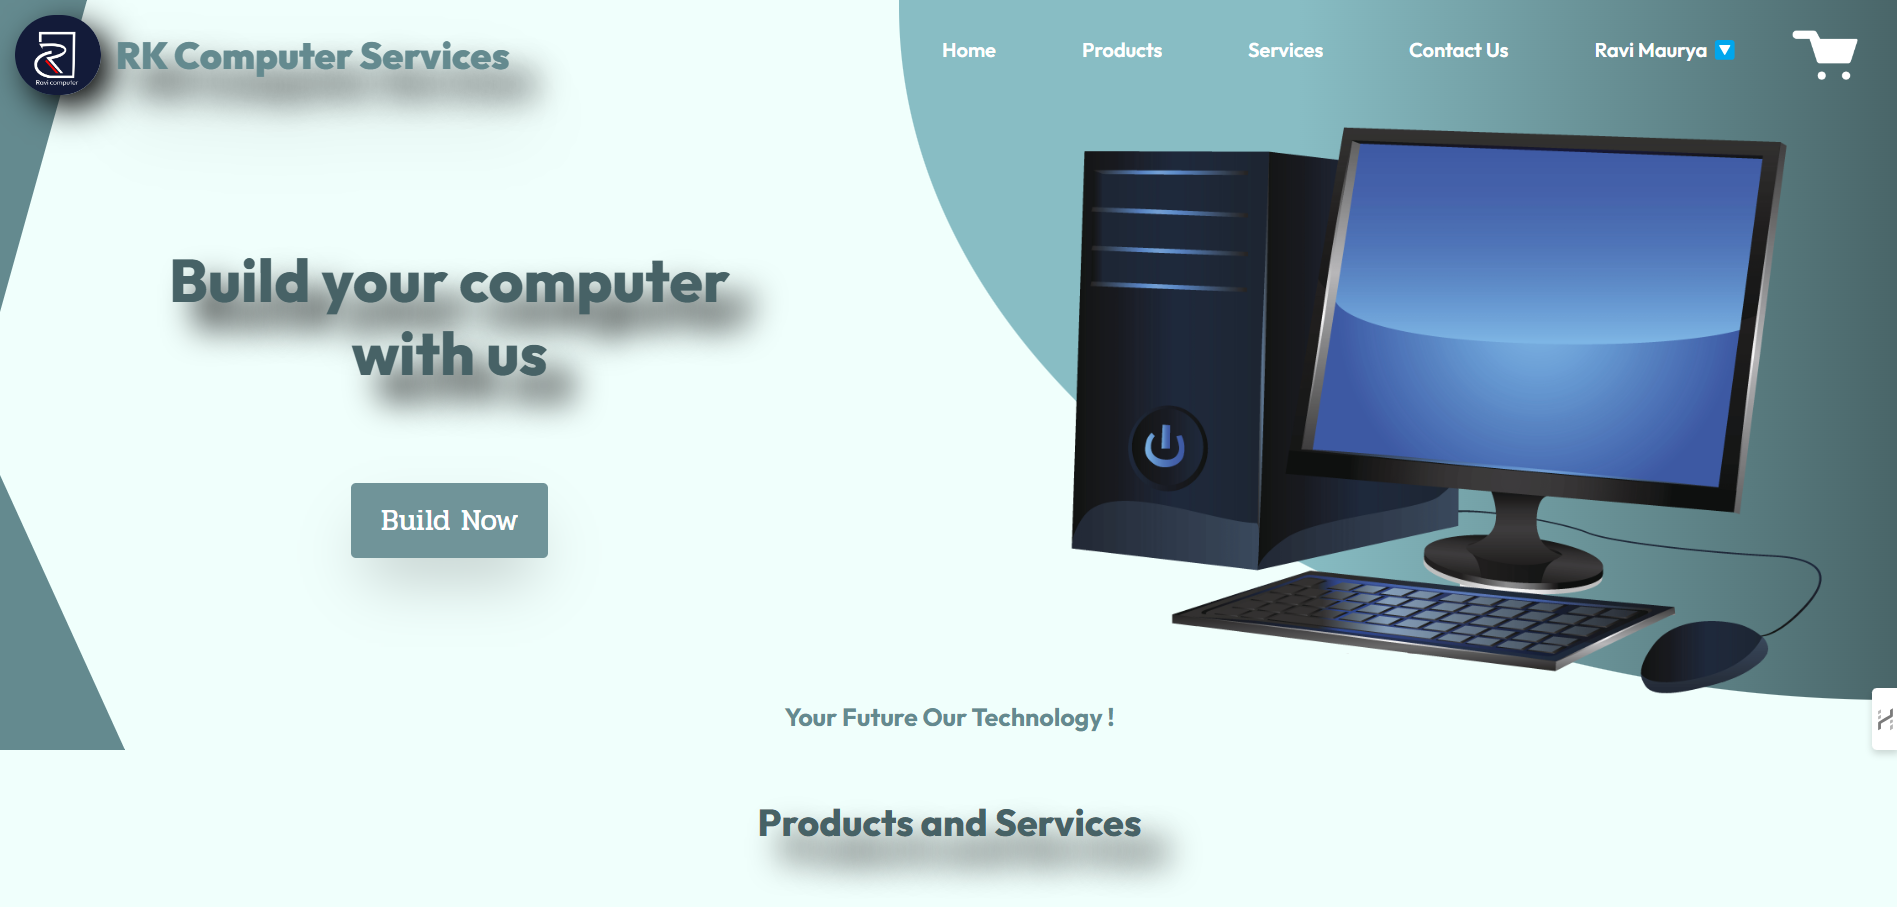 Ravi computer
RK Computer Services
Home
Products
Services
Contact Us
Ravi Maurya
Build your computer
with us
Build Now
Your Future Our Technology !
Products and Services